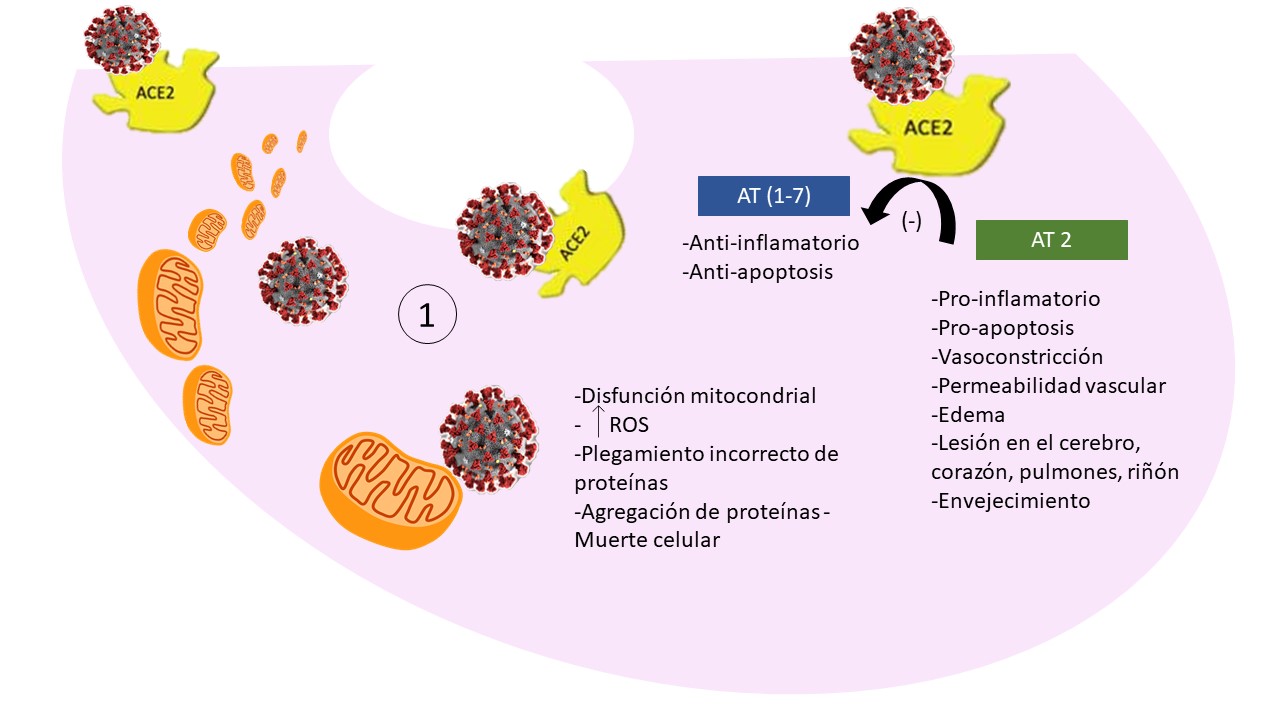 ACE2
ACE2
ACE2
1
AT (1-7)
-Anti-inflamatorio
-Anti-apoptosis
(-)
AT 2
-Pro-inflamatorio
-Pro-apoptosis
-Vasoconstricción
-Permeabilidad vascular
-Edema
-Lesión en el cerebro,
corazón, pulmones, riñón
-Envejecimiento
-Disfunción mitocondrial
- ↑ ROS
-Plegamiento incorrecto de
proteínas
-Agregación de proteínas -
Muerte celular